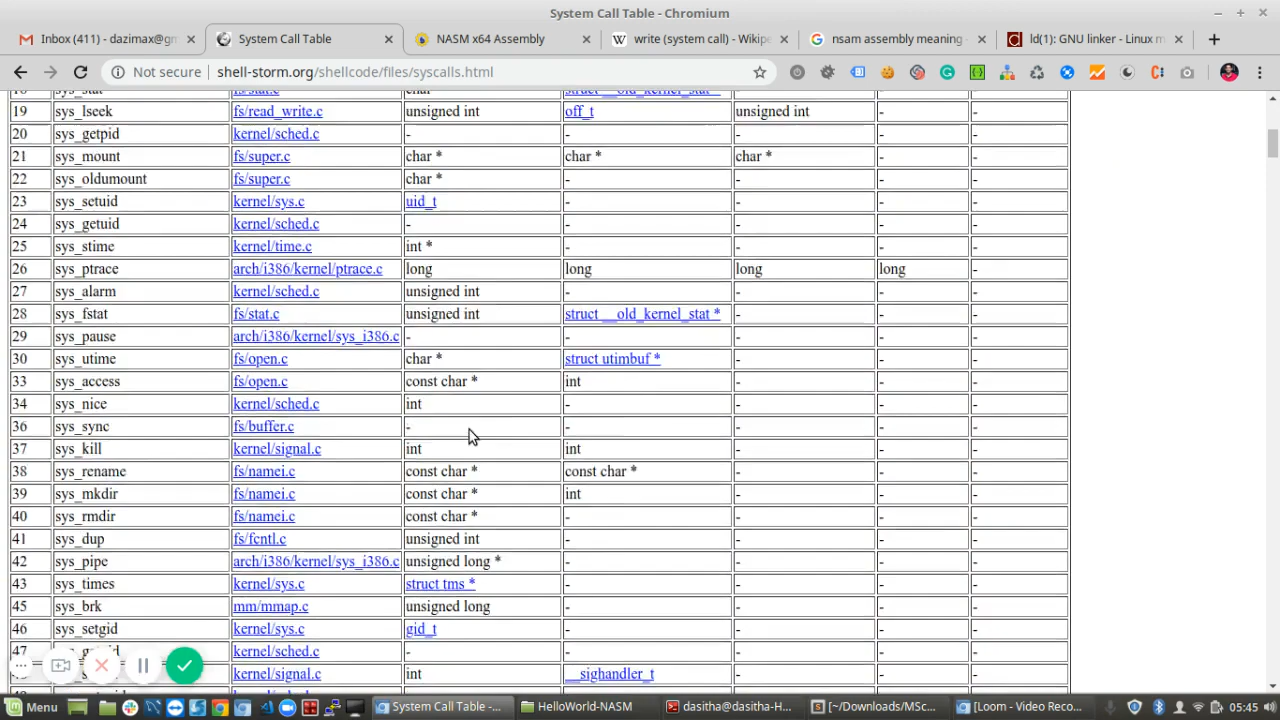 System Call Table - Chromium
Inbox (411) - dazimax@gm
System Call Table
NASM x64 Assembly
write (system call) - Wikipe
nsam assembly meaning -
ld(1): GNU linker - Linux m
Not secure | shell-storm.org/shellcode/files/syscalls.html
19 sys_lseek fs/read_write.c unsigned int off_t unsigned int - -
20 sys_getpid kernel/sched.c - - - - -
21 sys_mount fs/super.c char * char * char * - -
22 sys_oldumount fs/super.c char * - - - -
23 sys_setuid kernel/sys.c uid_t - - - -
24 sys_getuid kernel/sched.c - - - - -
25 sys_stime kernel/time.c int * - - - -
26 sys_ptrace arch/i386/kernel/ptrace.c long long long long -
27 sys_alarm kernel/sched.c unsigned int - - - -
28 sys_fstat fs/stat.c unsigned int struct __old_kernel_stat * - - -
29 sys_pause arch/i386/kernel/sys_i386.c - - - - -
30 sys_utime fs/open.c char * struct utimbuf * - - -
33 sys_access fs/open.c const char * int - - -
34 sys_nice kernel/sched.c int - - - -
36 sys_sync fs/buffer.c - - - - -
37 sys_kill kernel/signal.c int int - - -
38 sys_rename fs/namei.c const char * const char * - - -
39 sys_mkdir fs/namei.c const char * int - - -
40 sys_rmdir fs/namei.c const char * - - - -
41 sys_dup fs/fcntl.c unsigned int - - - -
42 sys_pipe arch/i386/kernel/sys_i386.c unsigned long * - - - -
43 sys_times kernel/sys.c struct tms * - - - -
45 sys_brk mm/mmap.c unsigned long - - - -
46 sys_setgid kernel/sys.c gid_t - - - -
47 kernel/sched.c - - - - -
kernel/signal.c int __sighandler_t - - -
Menu
System Call Table -...
HelloWorld-NASM
dasitha@dasitha-H...
[~/Downloads/MSc...
[Loom - Video Reco...
05:45